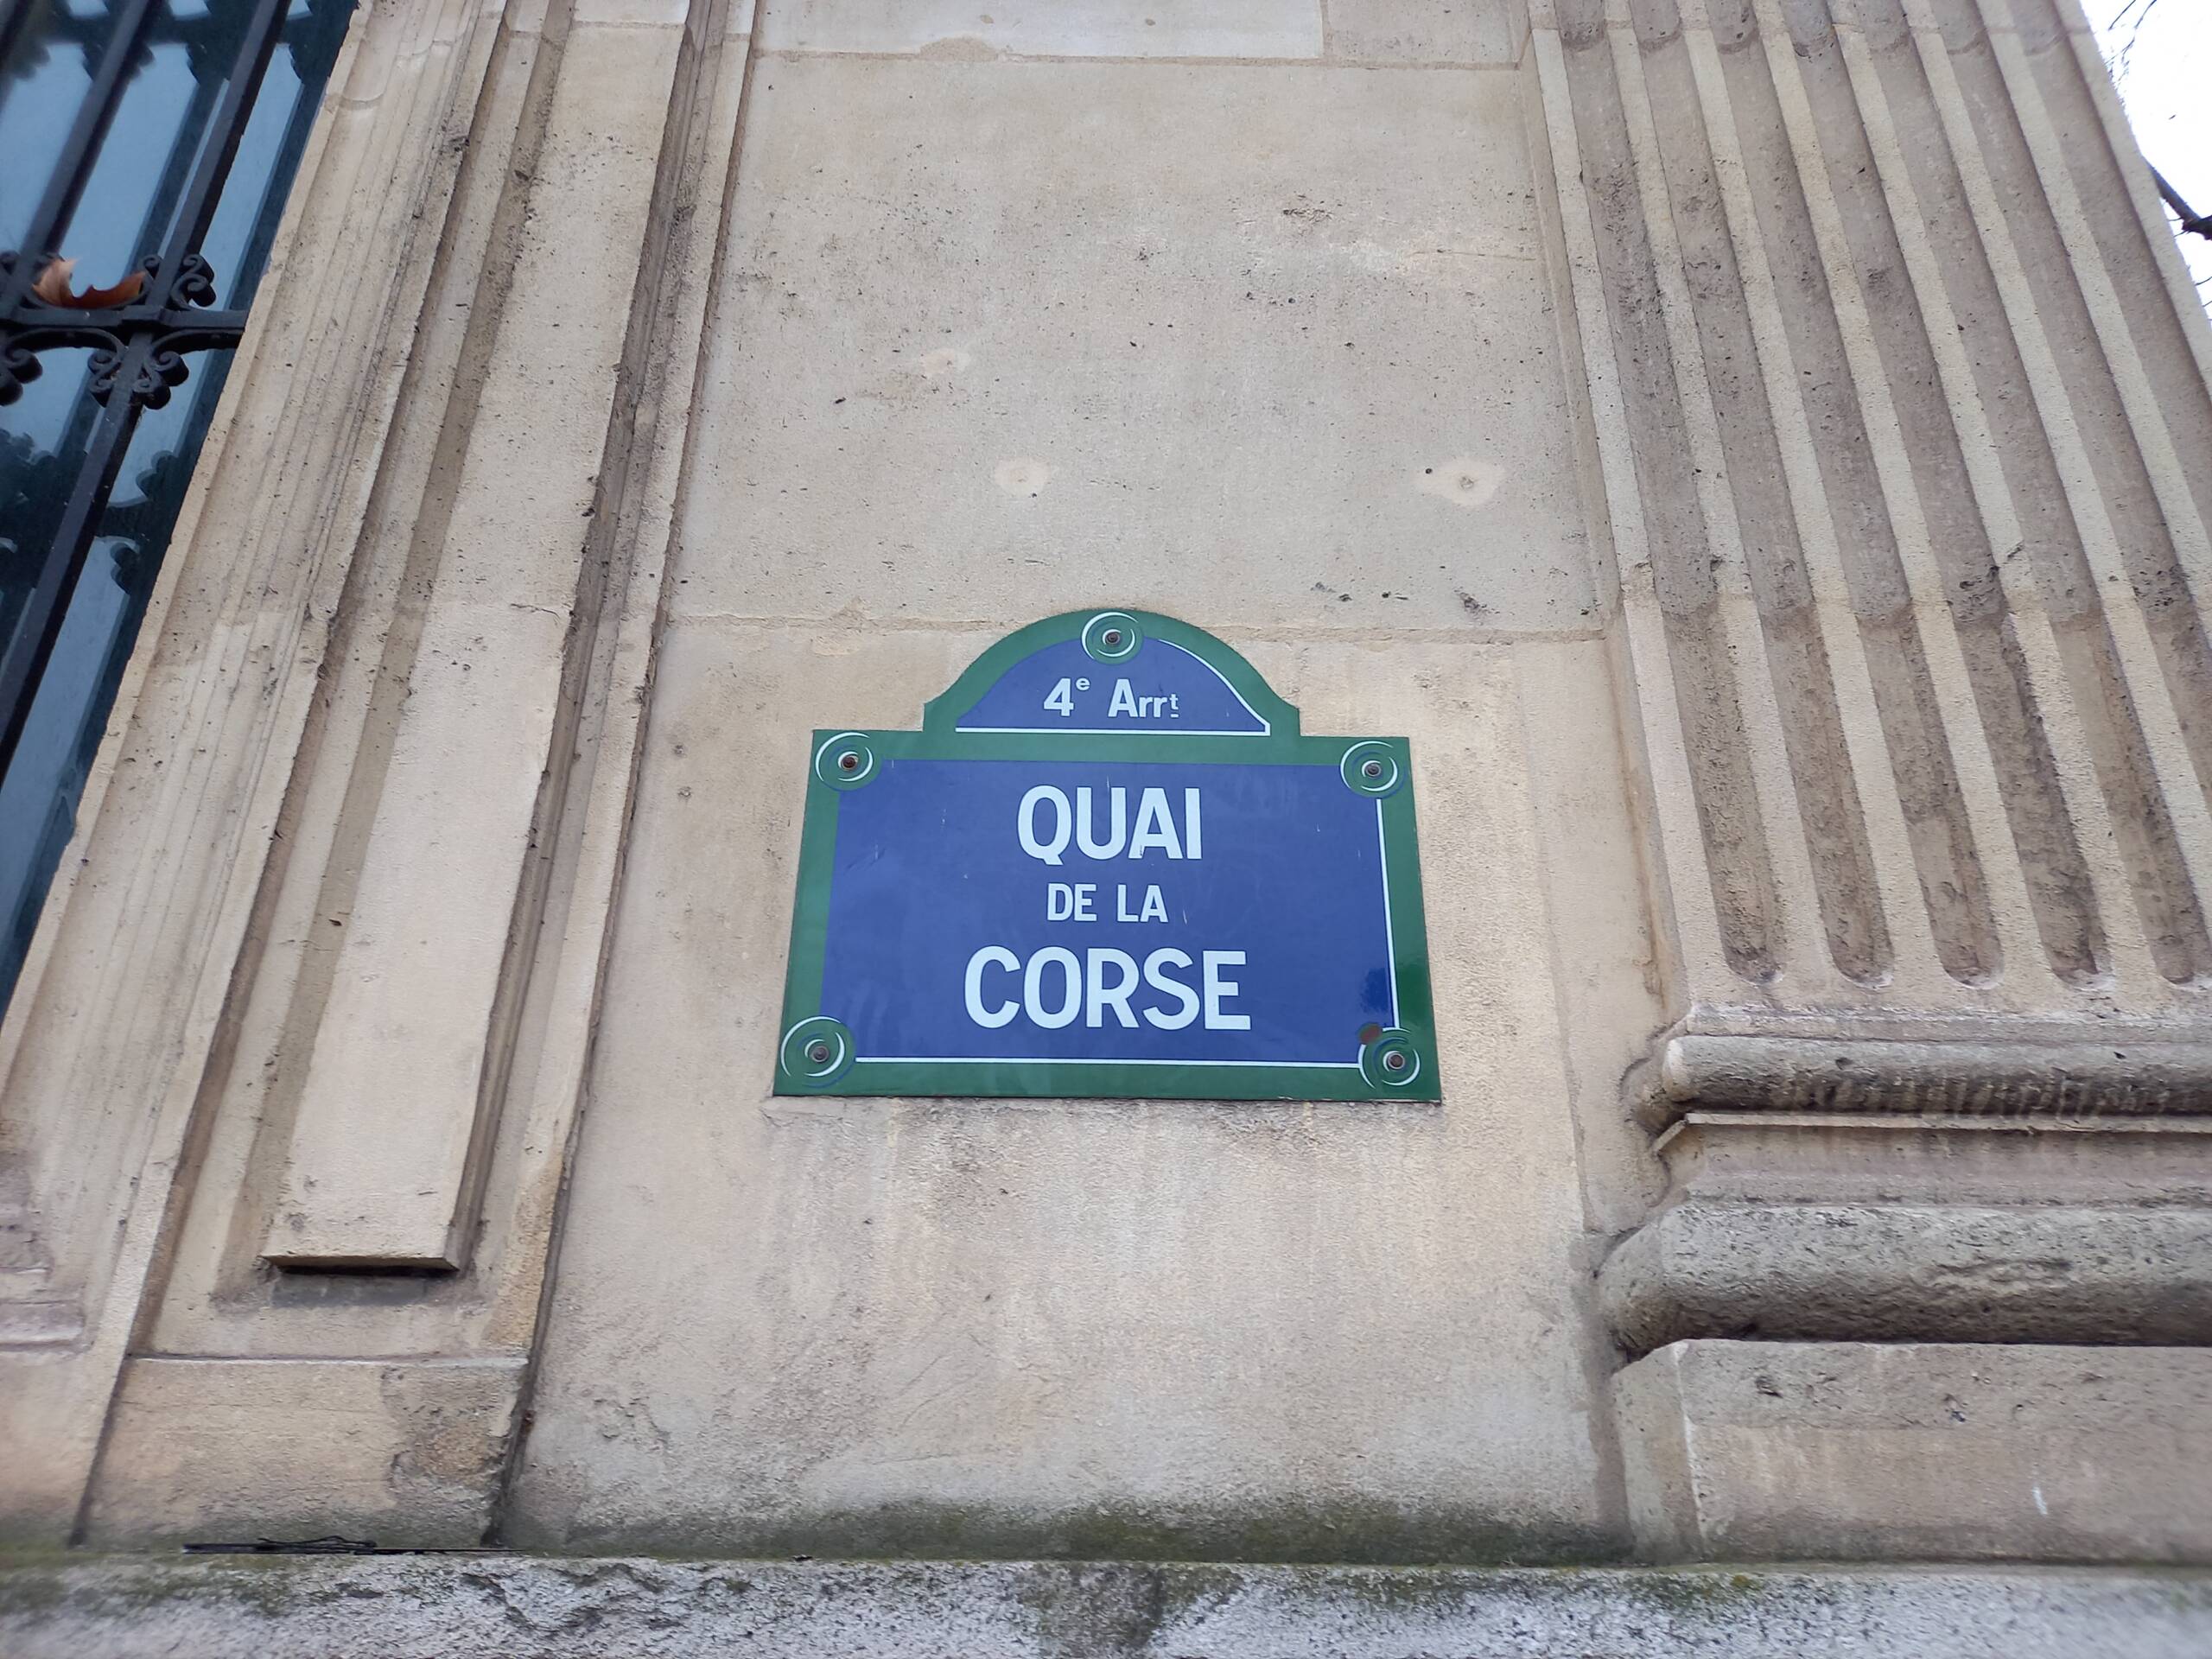 4e Arrt
QUAI
DE LA
CORSE